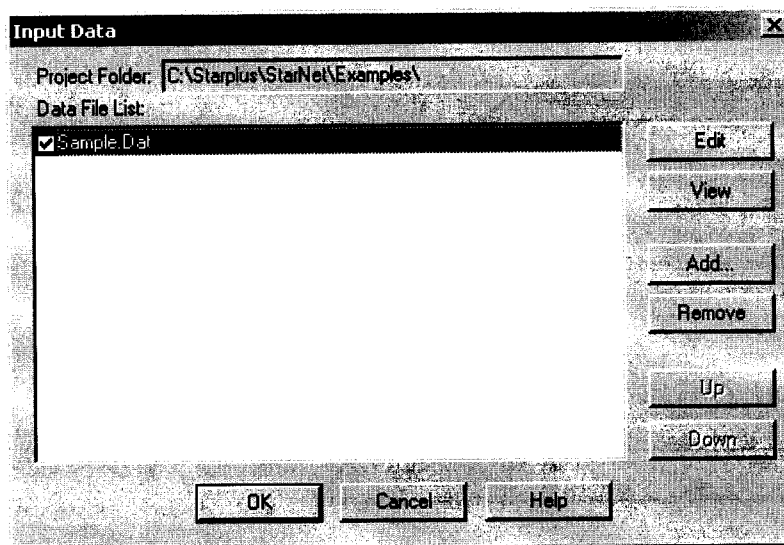 Input Data
Project Folder: C:\Starplus\StarNet\Examples\
Data File List:
Sample.Dat
Edit
View
Add...
Remove
Up
Down
OK
Cancel
Help